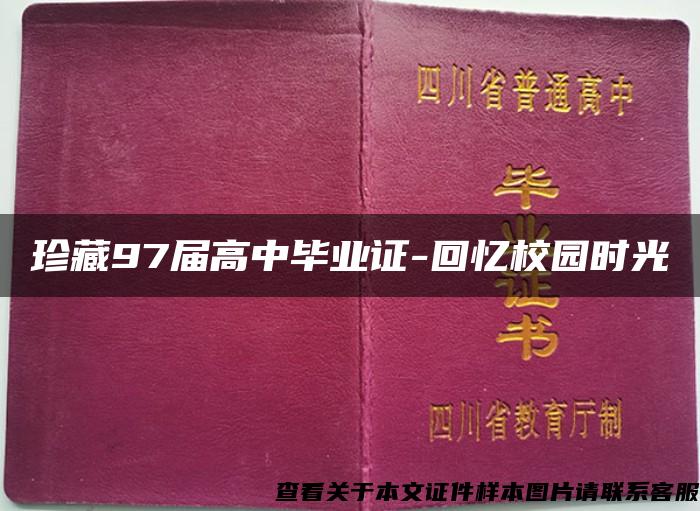 四川省普通高中
毕业证书
珍藏97届高中毕业证-回忆校园时光
四川省教育厅制
查看关于本文证件样本图片请联系客服